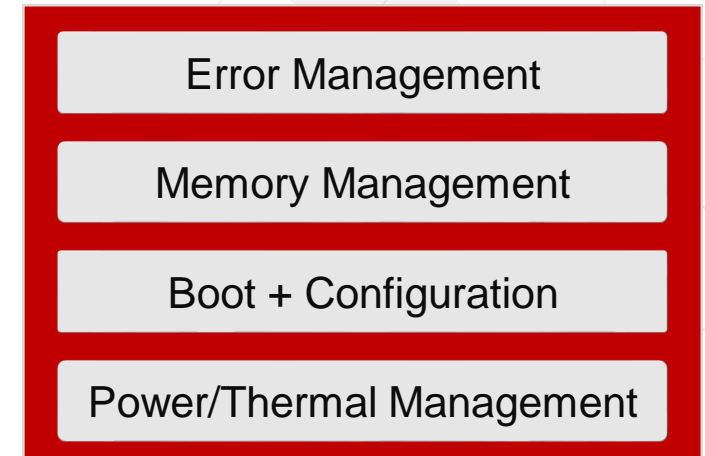 Error Management
Memory Management
Boot + Configuration
Power/Thermal Management